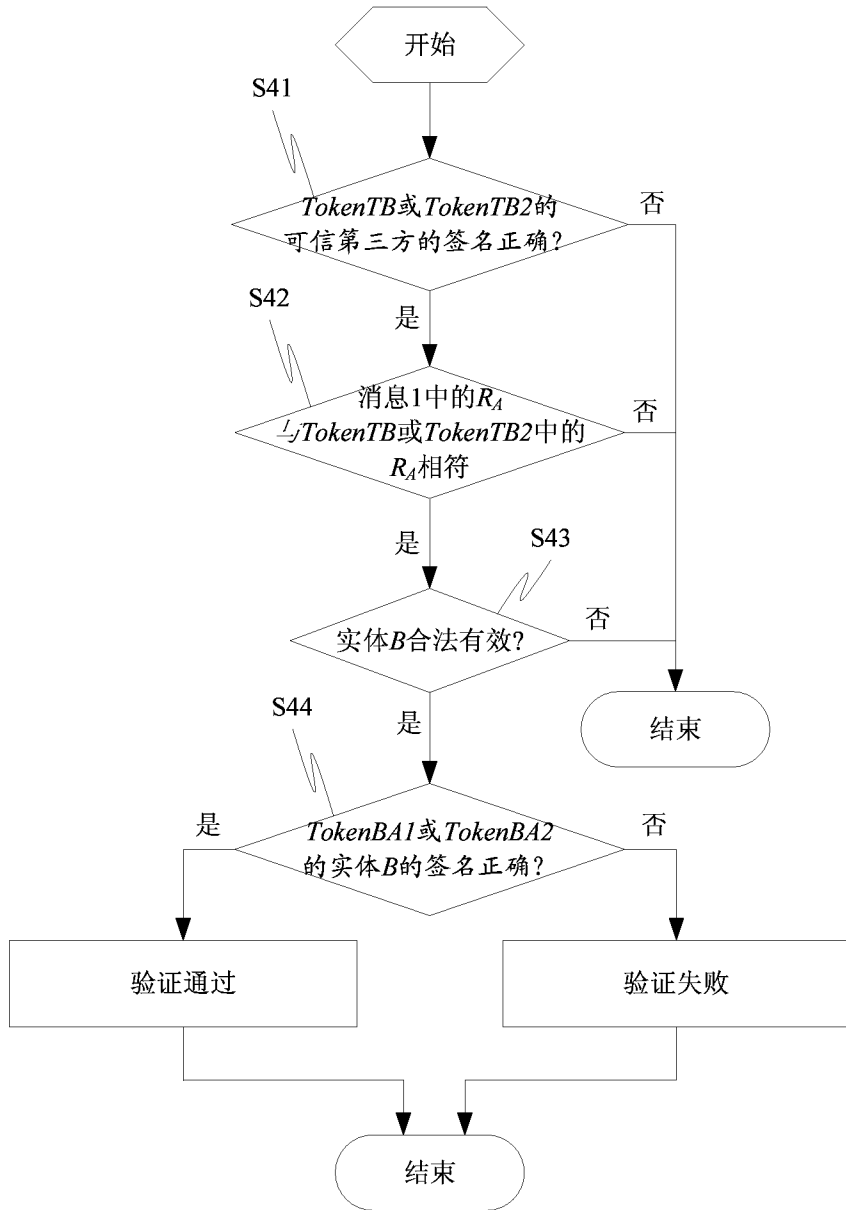 开始
S41
TokenTB或TokenTB2的
可信第三方的签名正确?
否
是
S42
消息1中的R_A
与TokenTB或TokenTB2中的
R_A相符
否
是
S43
实体B合法有效?
否
结束
是
S44
TokenBA1或TokenBA2
的实体B的签名正确?
是
否
验证通过
验证失败
结束